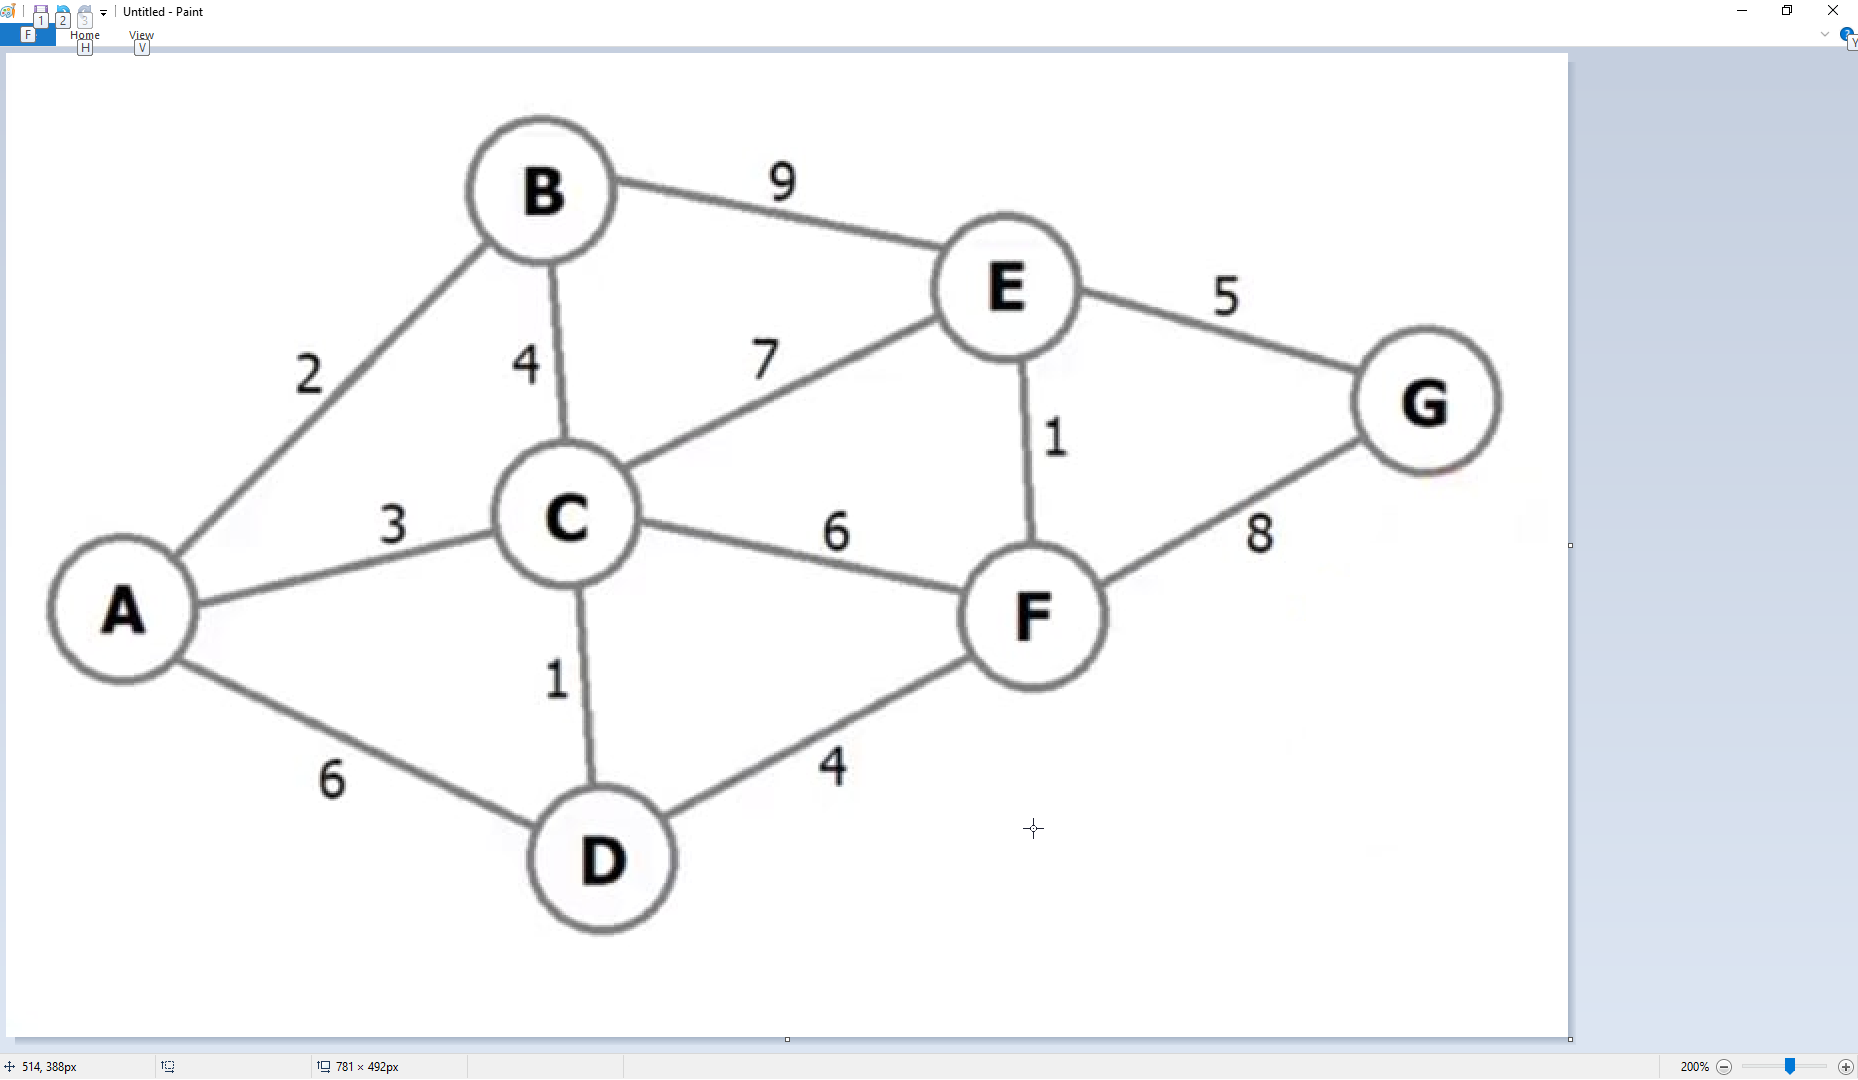 1 2 3 Untitled - Paint
F Home View
H V Y
B 9
E 5
2 4 7 G
1
C
3 6 8
A F
1
6 4
D
514, 388px 781 × 492px 200%